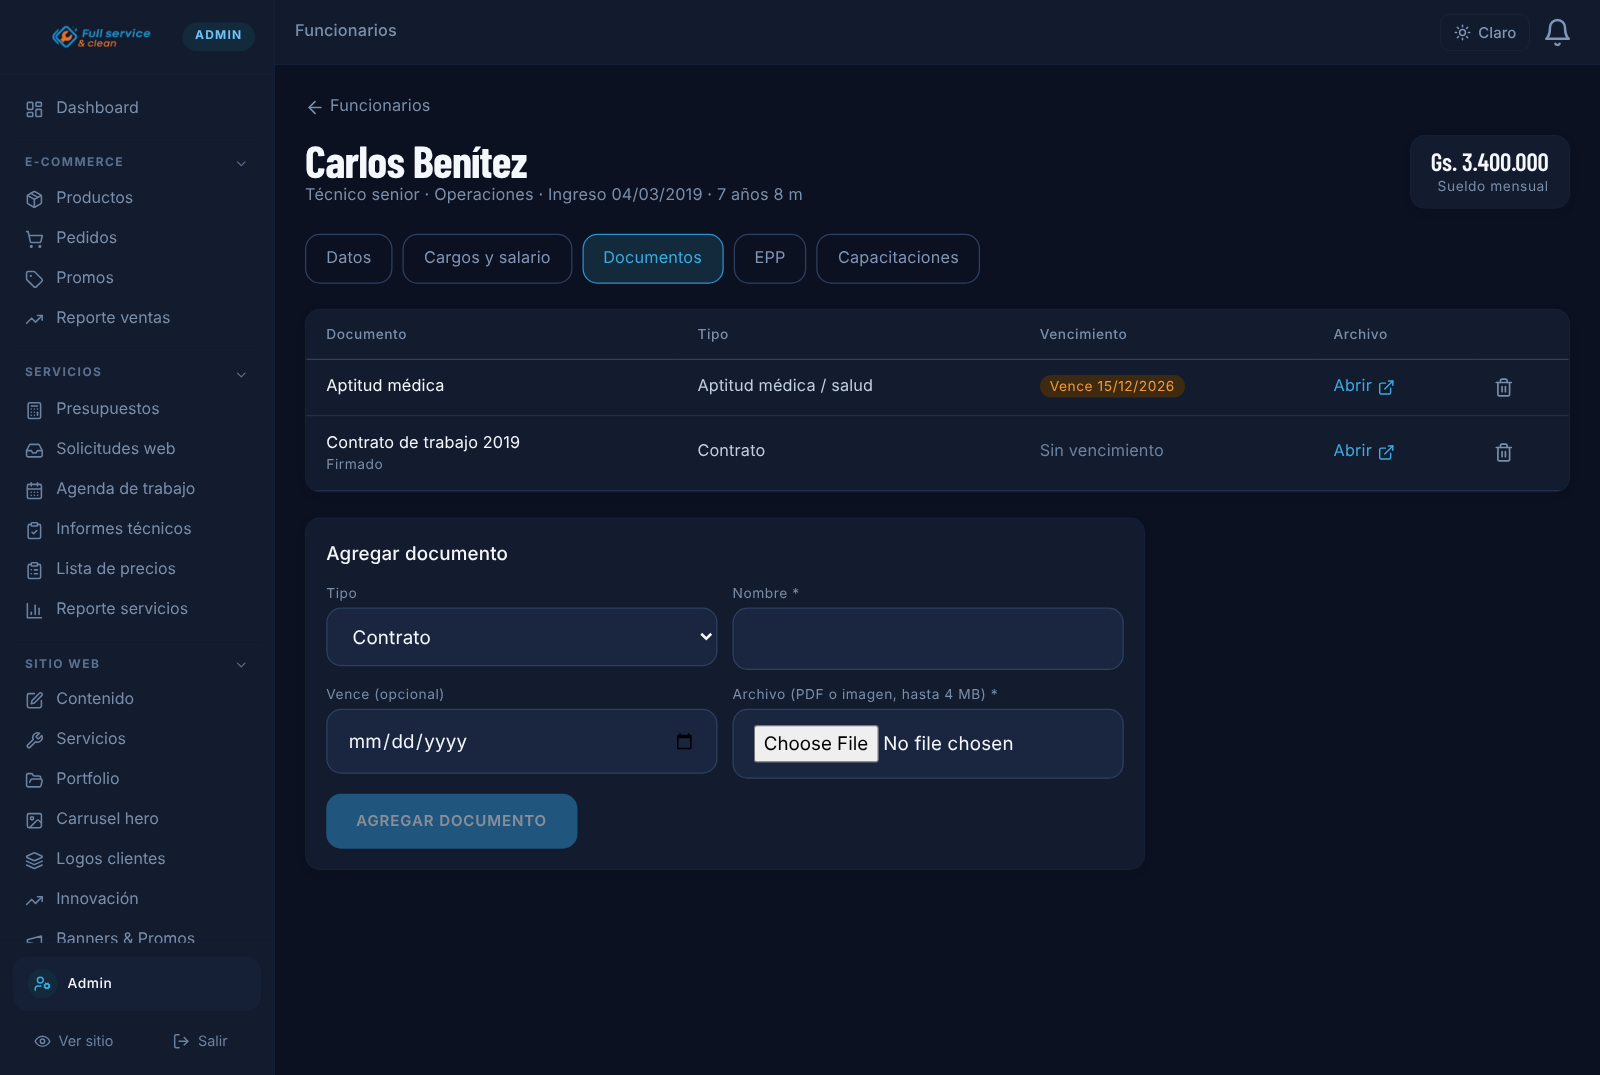 Full service
& clean
ADMIN
Funcionarios
Claro
Dashboard
E-COMMERCE
Productos
Pedidos
Promos
Reporte ventas
SERVICIOS
Presupuestos
Solicitudes web
Agenda de trabajo
Informes técnicos
Lista de precios
Reporte servicios
SITIO WEB
Contenido
Servicios
Portfolio
Carrusel hero
Logos clientes
Innovación
Banners & Promos
Admin
Ver sitio
Salir
Funcionarios
Carlos Benítez
Técnico senior · Operaciones · Ingreso 04/03/2019 · 7 años 8 m
Gs. 3.400.000
Sueldo mensual
Datos
Cargos y salario
Documentos
EPP
Capacitaciones
Documento Tipo Vencimiento Archivo
Aptitud médica Aptitud médica / salud Vence 15/12/2026 Abrir
Contrato de trabajo 2019 Contrato Sin vencimiento Abrir
Firmado
Agregar documento
Tipo Nombre *
Contrato
Vence (opcional) Archivo (PDF o imagen, hasta 4 MB) *
mm/dd/yyyy Choose File No file chosen
AGREGAR DOCUMENTO